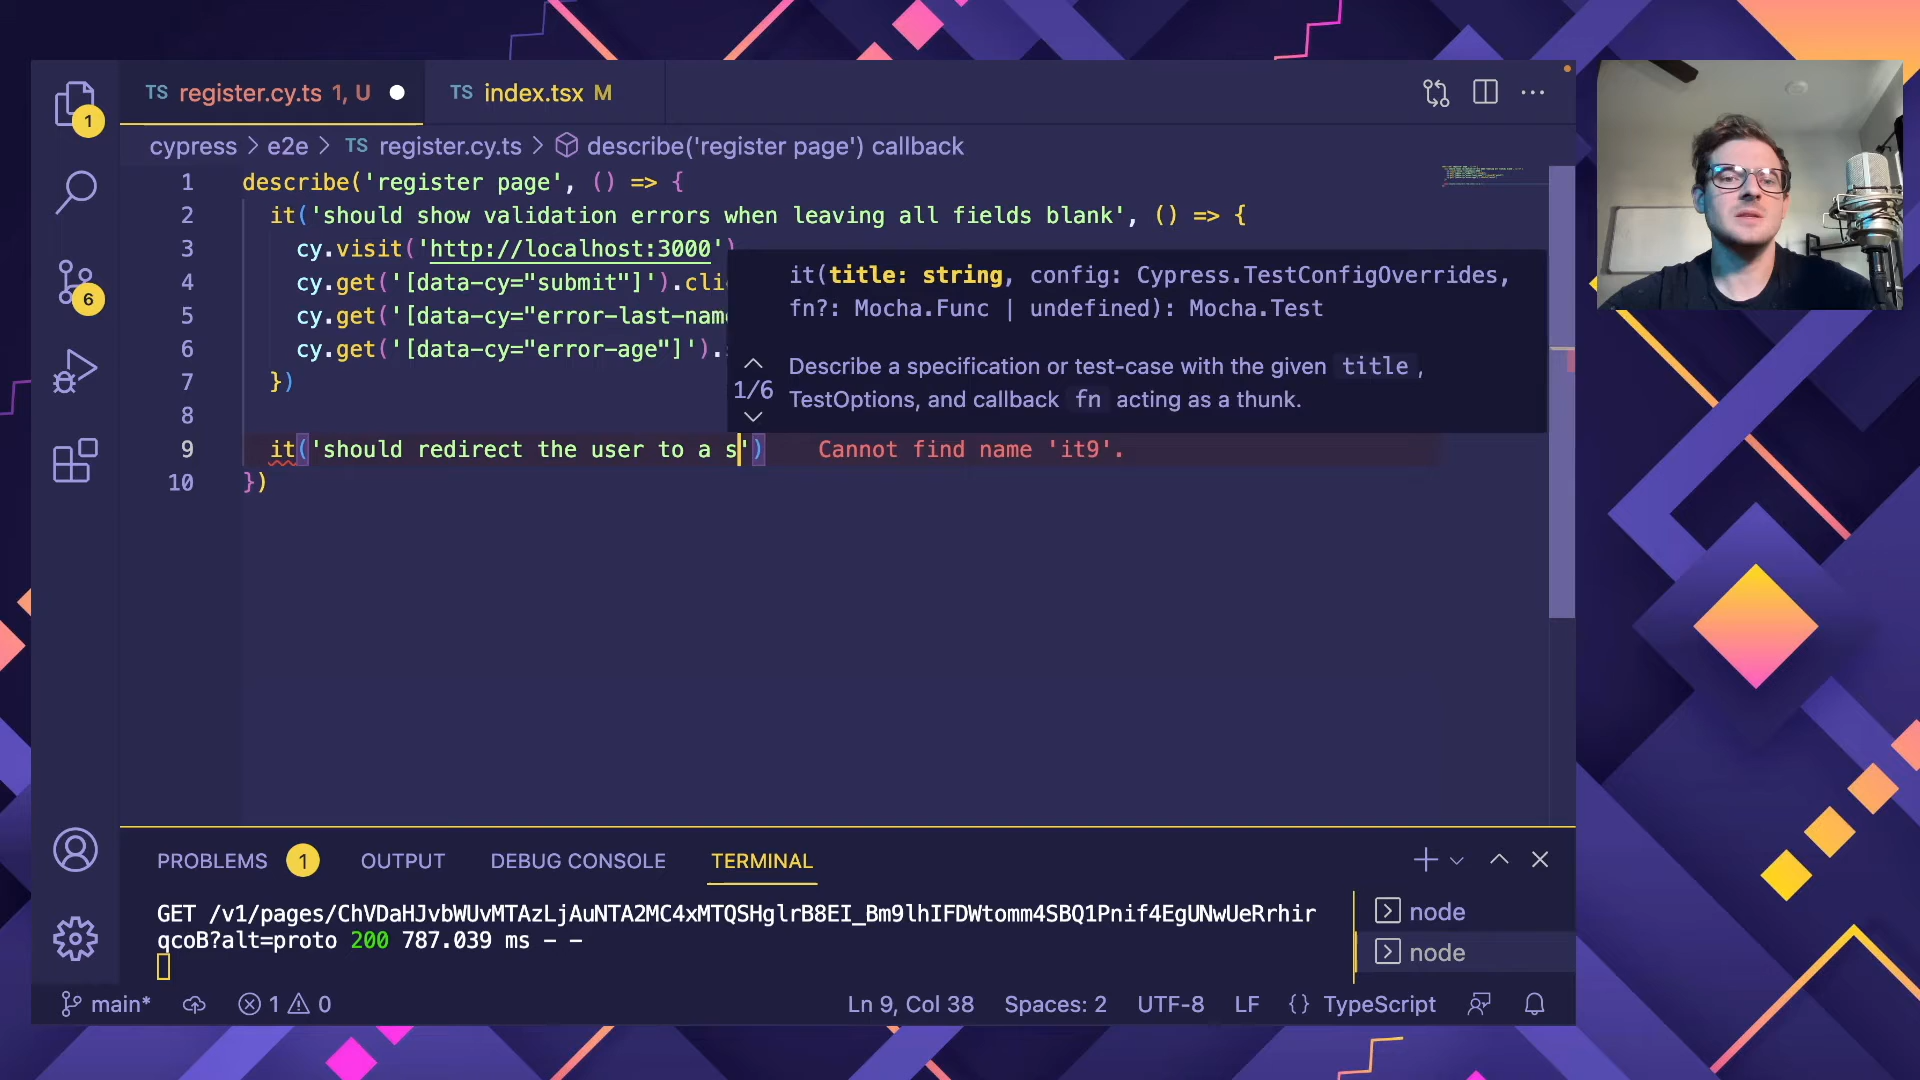 TS register.cy.ts 1, U
TS index.tsx M
1
cypress > e2e > TS register.cy.ts > describe('register page') callback
1 describe('register page', () => {
2 it('should show validation errors when leaving all fields blank', () => {
3 cy.visit('http://localhost:3000')
4 cy.get('[data-cy="submit"]').cli
5 cy.get('[data-cy="error-last-nam
6 cy.get('[data-cy="error-age"]').
7 })
8
9 it('should redirect the user to a s') Cannot find name 'it9'.
10 })
it(title: string, config: Cypress.TestConfigOverrides,
fn?: Mocha.Func | undefined): Mocha.Test
1/6
Describe a specification or test-case with the given title ,
TestOptions, and callback fn acting as a thunk.
6
PROBLEMS 1 OUTPUT DEBUG CONSOLE TERMINAL
GET /v1/pages/ChVDaHJvbWUvMTAzLjAuNTA2MC4xMTQSHglrB8EI_Bm9lhIFDWtomm4SBQ1Pnif4EgUNwUeRrhir
qcoB?alt=proto 200 787.039 ms - -
node
node
main* 1 0 Ln 9, Col 38 Spaces: 2 UTF-8 LF {} TypeScript